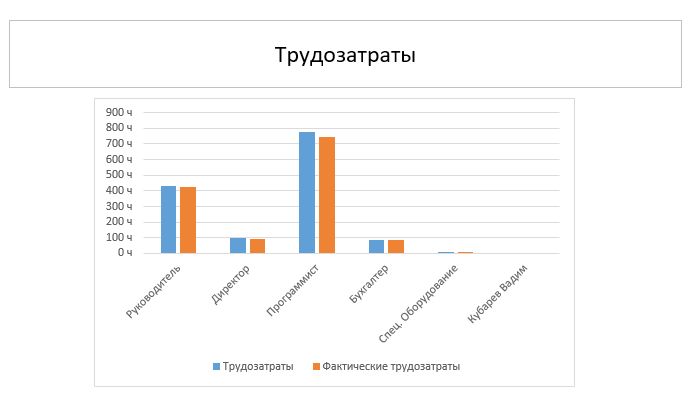 Трудозатраты
900 ч
800 ч
700 ч
600 ч
500 ч
400 ч
300 ч
200 ч
100 ч
0 ч
Руководитель
Директор
Программист
Бухгалтер
Спец. Оборудование
Кубарев Вадим
Трудозатраты
Фактические трудозатраты